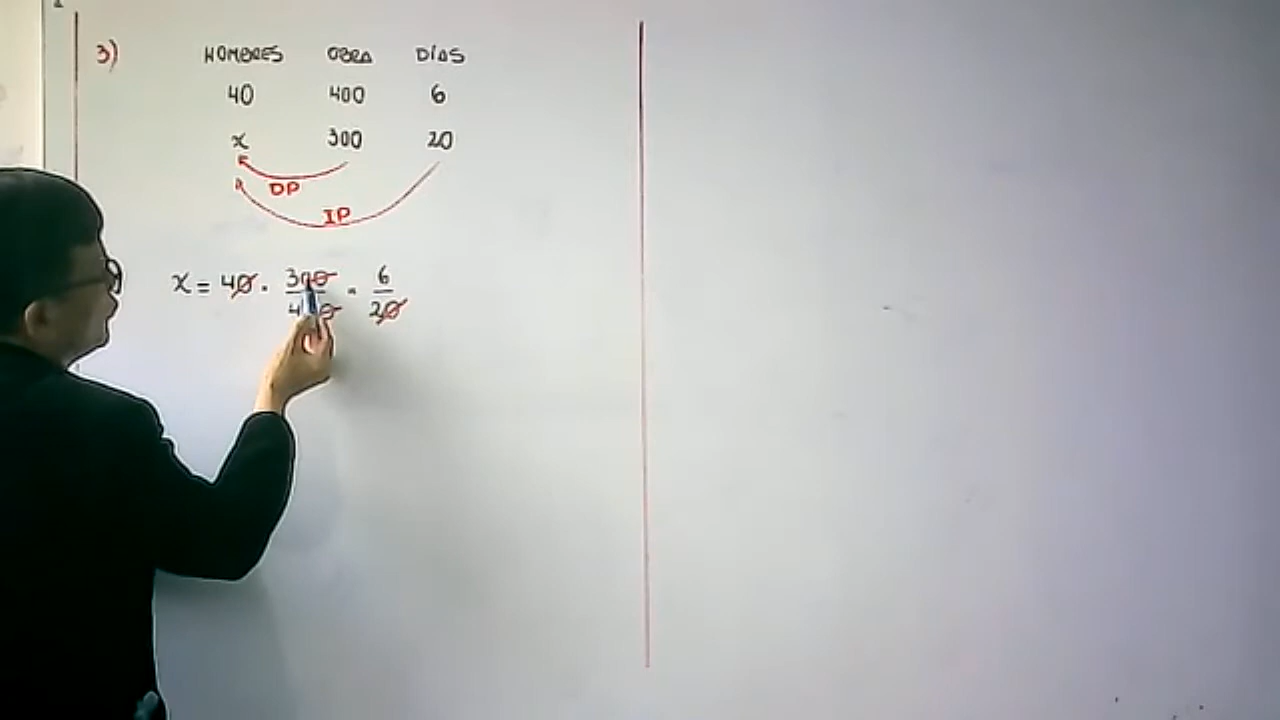 3) HOMBRES OBRA DÍAS
40 400 6
x 300 20
DP
IP
x = 40 · 300/400 · 6/20